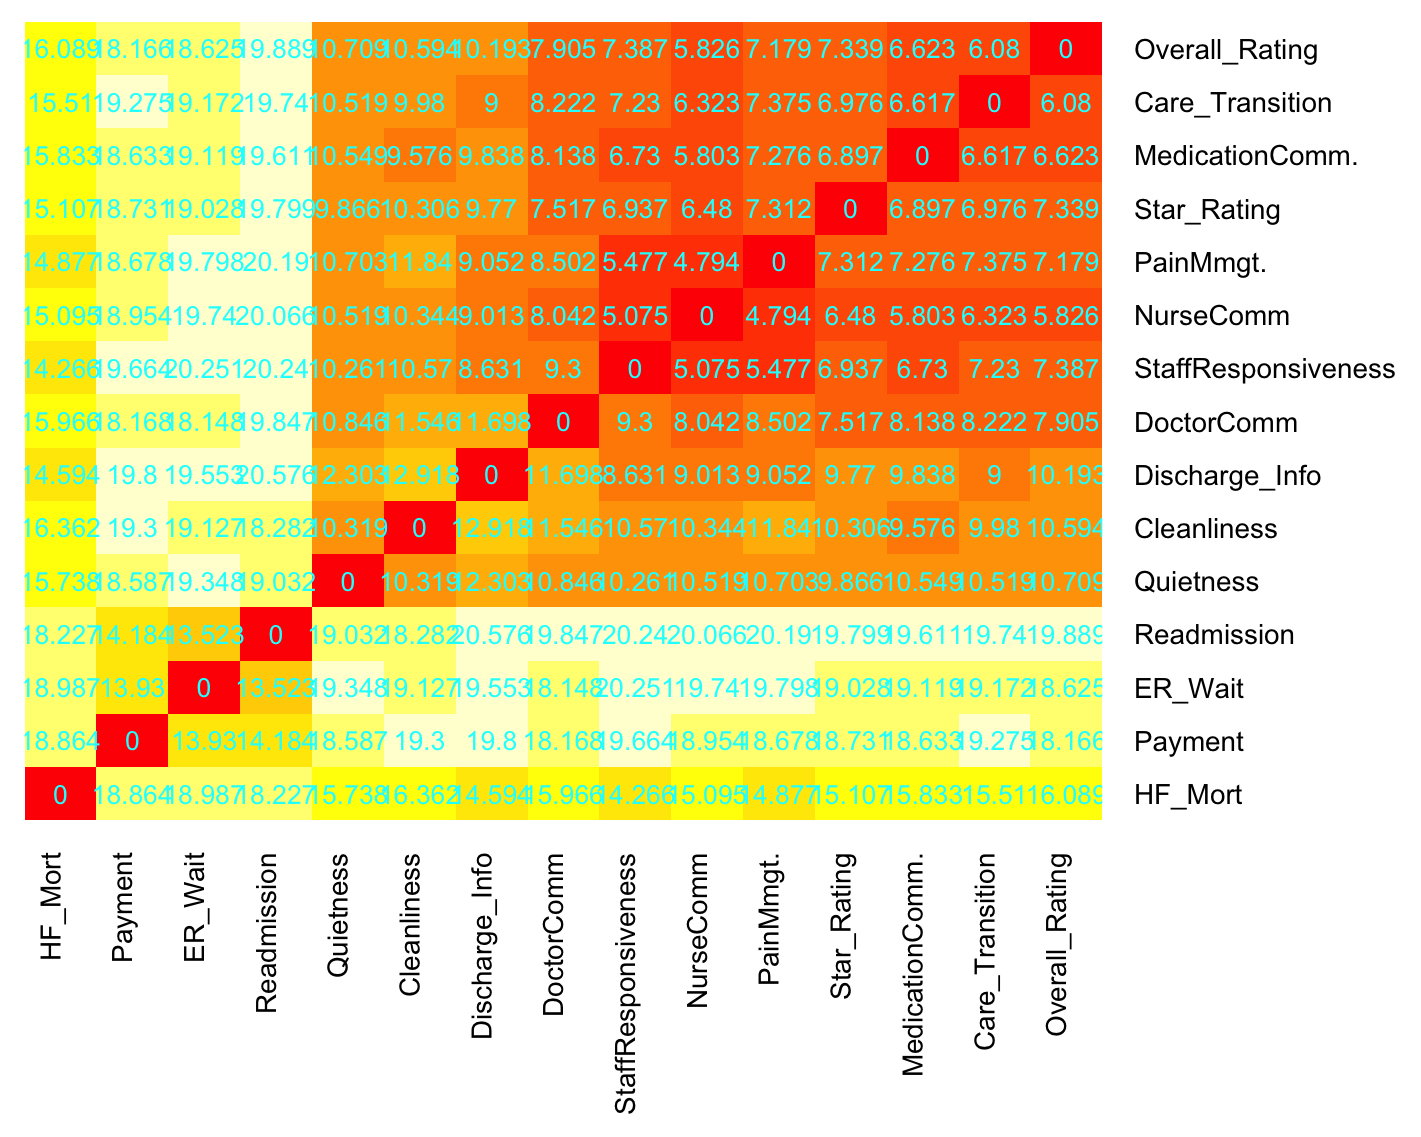 16.089 18.166 18.625 19.889 10.709 10.594 10.193 7.905 7.387 5.826 7.179 7.339 6.623 6.08 0 Overall_Rating
15.51 19.275 19.172 19.74 10.519 9.98 9 8.222 7.23 6.323 7.375 6.976 6.617 0 6.08 Care_Transition
15.833 18.633 19.119 19.611 10.549 9.576 9.838 8.138 6.73 5.803 7.276 6.897 0 6.617 6.623 MedicationComm.
15.107 18.731 19.028 19.799 9.866 10.306 9.77 7.517 6.937 6.48 7.312 0 6.897 6.976 7.339 Star_Rating
14.877 18.678 19.798 20.19 10.703 11.84 9.052 8.502 5.477 4.794 0 7.312 7.276 7.375 7.179 PainMmgt.
15.095 18.954 19.74 20.066 10.519 10.344 9.013 8.042 5.075 0 4.794 6.48 5.803 6.323 5.826 NurseComm
14.266 19.664 20.251 20.24 10.261 10.57 8.631 9.3 0 5.075 5.477 6.937 6.73 7.23 7.387 StaffResponsiveness
15.966 18.168 18.148 19.847 10.846 11.546 11.698 0 9.3 8.042 8.502 7.517 8.138 8.222 7.905 DoctorComm
14.594 19.8 19.553 20.576 12.303 12.918 0 11.698 8.631 9.013 9.052 9.77 9.838 9 10.193 Discharge_Info
16.362 19.3 19.127 18.282 10.319 0 12.918 11.546 10.57 10.344 11.84 10.306 9.576 9.98 10.594 Cleanliness
15.738 18.587 19.348 19.032 0 10.319 12.303 10.846 10.261 10.519 10.703 9.866 10.549 10.519 10.709 Quietness
18.227 14.184 13.523 0 19.032 18.282 20.576 19.847 20.24 20.066 20.19 19.799 19.611 19.74 19.889 Readmission
18.987 13.93 0 13.523 19.348 19.127 19.553 18.148 20.251 19.74 19.798 19.028 19.119 19.172 18.625 ER_Wait
18.864 0 13.93 14.184 18.587 19.3 19.8 18.168 19.664 18.954 18.678 18.731 18.633 19.275 18.166 Payment
0 18.864 18.987 18.227 15.738 16.362 14.594 15.966 14.266 15.095 14.877 15.107 15.833 15.51 16.089 HF_Mort
HF_Mort
Payment
ER_Wait
Readmission
Quietness
Cleanliness
Discharge_Info
DoctorComm
StaffResponsiveness
NurseComm
PainMmgt.
Star_Rating
MedicationComm.
Care_Transition
Overall_Rating